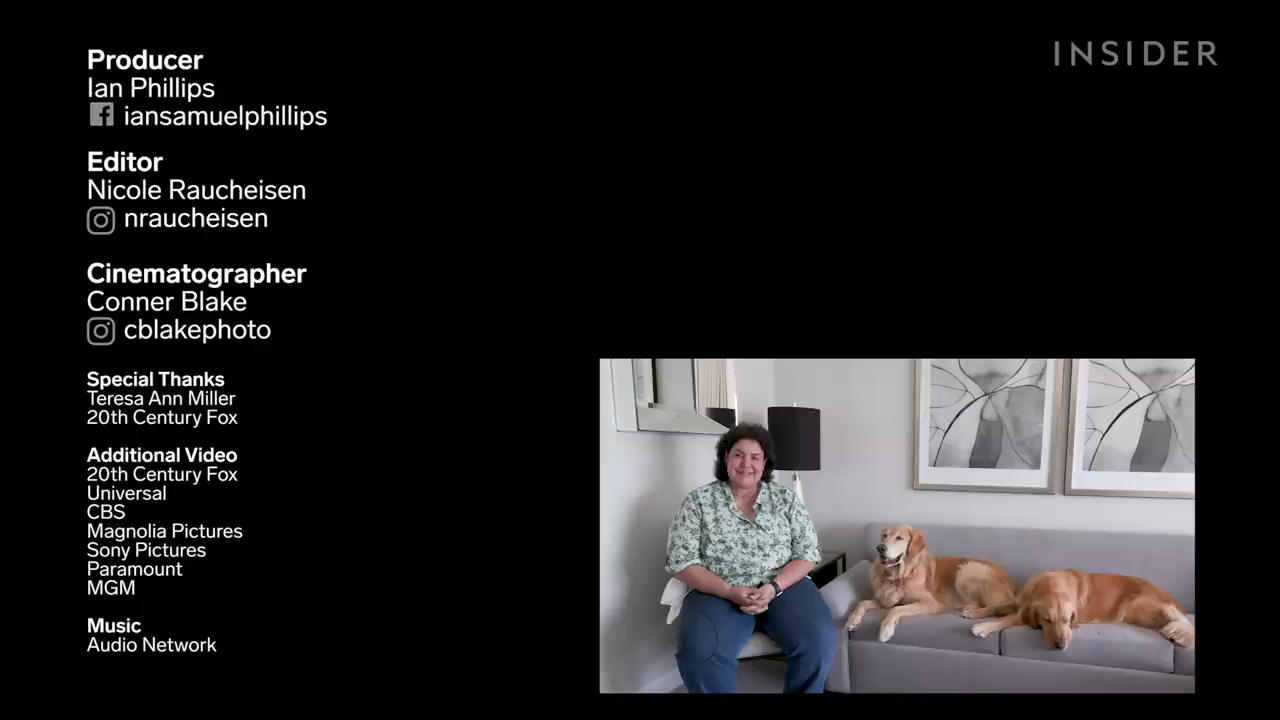 INSIDER
Producer
Ian Phillips
iansamuelphillips
Editor
Nicole Raucheisen
nraucheisen
Cinematographer
Conner Blake
cblakephoto
Special Thanks
Teresa Ann Miller
20th Century Fox
Additional Video
20th Century Fox
Universal
CBS
Magnolia Pictures
Sony Pictures
Paramount
MGM
Music
Audio Network